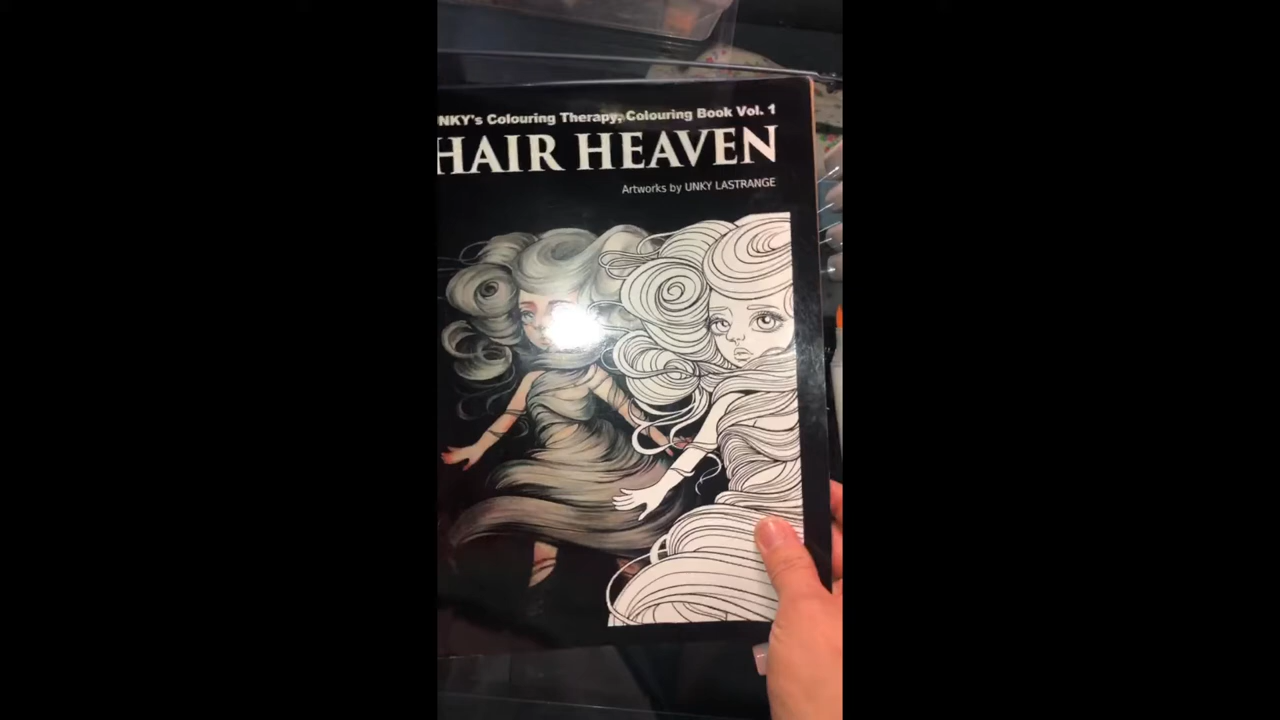 NKY's Colouring Therapy, Colouring Book Vol. 1
HAIR HEAVEN
Artworks by UNKY LASTRANGE